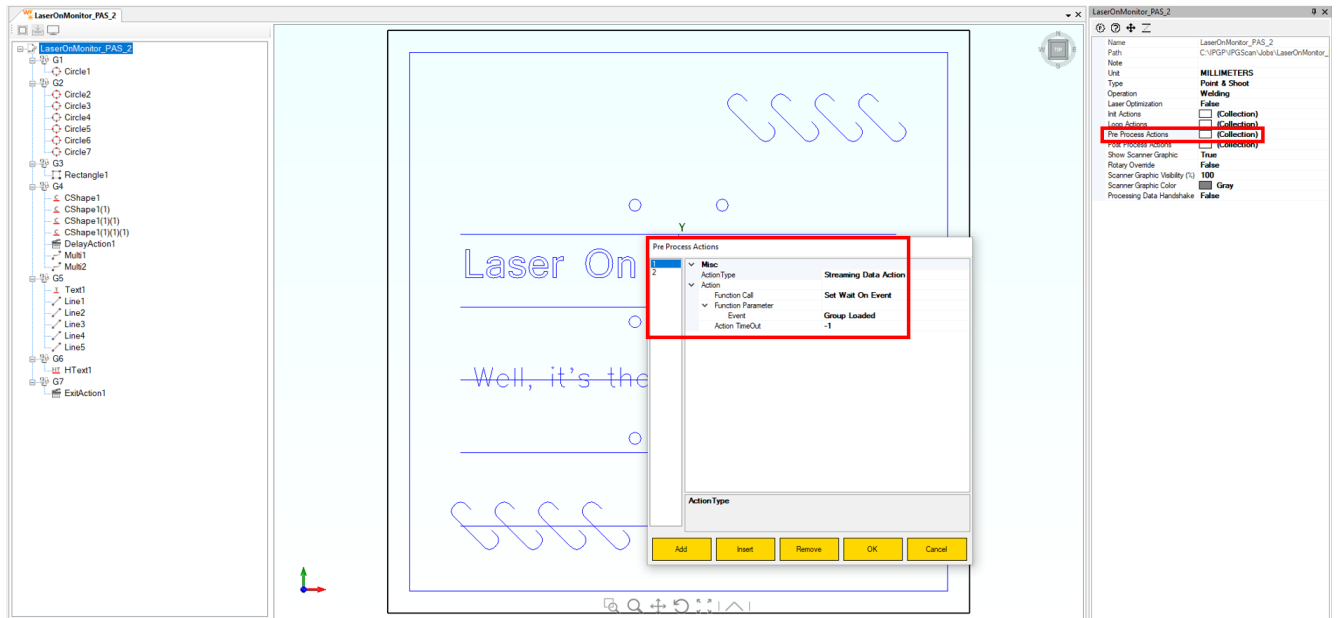 LaserOnMonitor_PAS_2
LaserOnMonitor_PAS_2
G1
Circle1
G2
Circle2
Circle3
Circle4
Circle5
Circle6
Circle7
G3
Rectangle1
G4
CShape1
CShape1(1)
CShape1(1)(1)
CShape1(1)(1)(1)
DelayAction1
Multi1
Multi2
G5
Text1
Line1
Line2
Line3
Line4
Line5
G6
HT HText1
G7
ExitAction1
N
W TOP E
S
Y
Laser On
Well, it's the
Pre Process Actions
1
2
Misc
ActionType Streaming Data Action
Action
Function Call Set Wait On Event
Function Parameter
Event Group Loaded
Action TimeOut -1
ActionType
Add Insert Remove OK Cancel
LaserOnMonitor_PAS_2
Name LaserOnMonitor_PAS_2
Path C:\IPGP\IPGScan\Jobs\LaserOnMonitor_
Note
Unit MILLIMETERS
Type Point & Shoot
Operation Welding
Laser Optimization False
Init Actions (Collection)
Loop Actions (Collection)
Pre Process Actions (Collection)
Post Process Actions (Collection)
Show Scanner Graphic True
Rotary Override False
Scanner Graphic Visibility (%) 100
Scanner Graphic Color Gray
Processing Data Handshake False